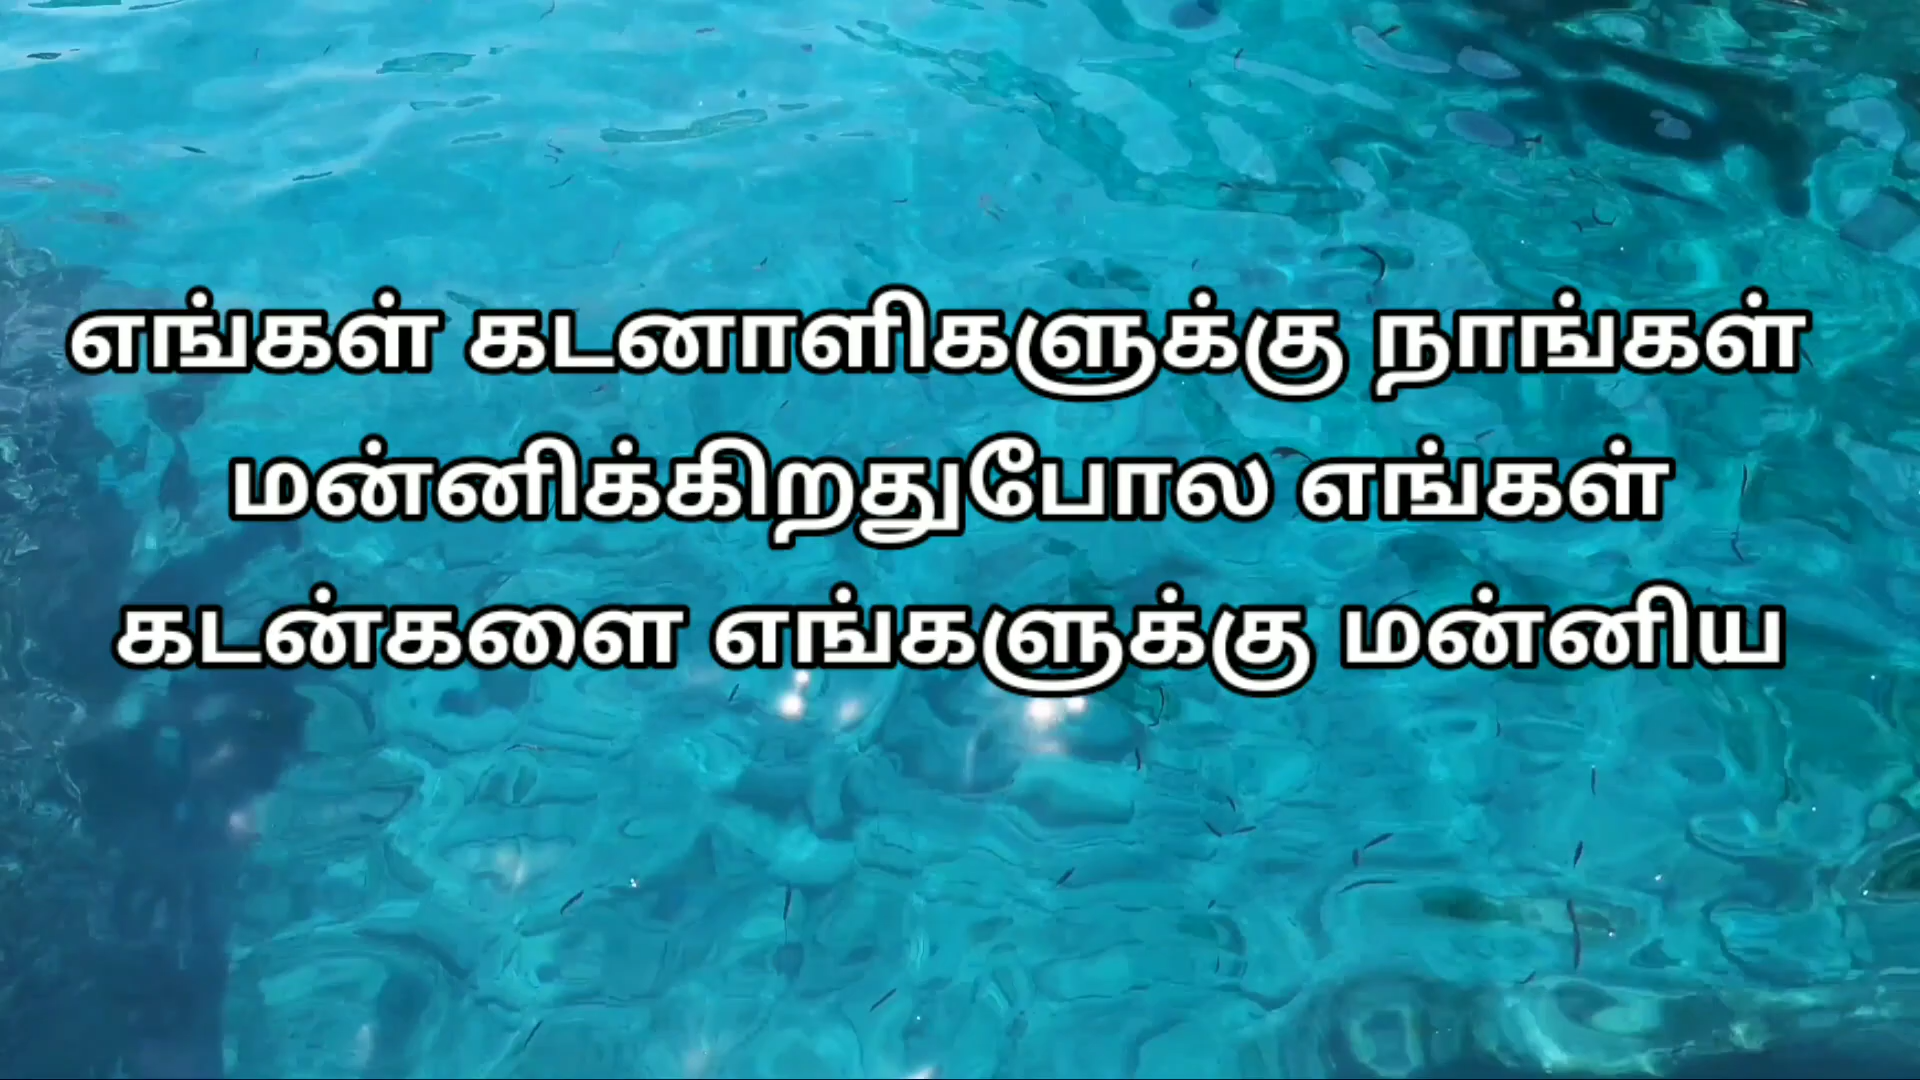 எங்கள் கடனாளிகளுக்கு நாங்கள்
மன்னிக்கிறதுபோல எங்கள்
கடன்களை எங்களுக்கு மன்னிய